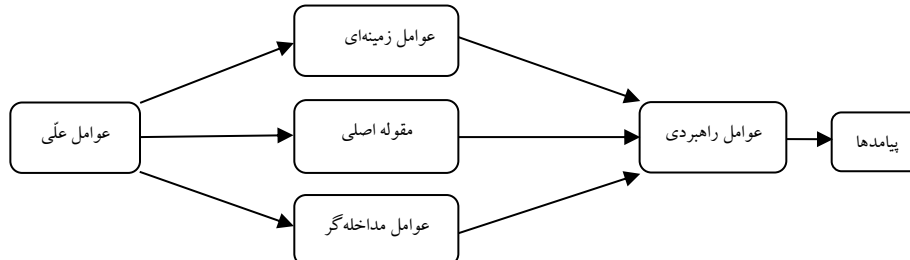 عوامل زمینه‌ای
عوامل علّی
مقوله اصلی
عوامل راهبردی
پیامدها
عوامل مداخله‌گر